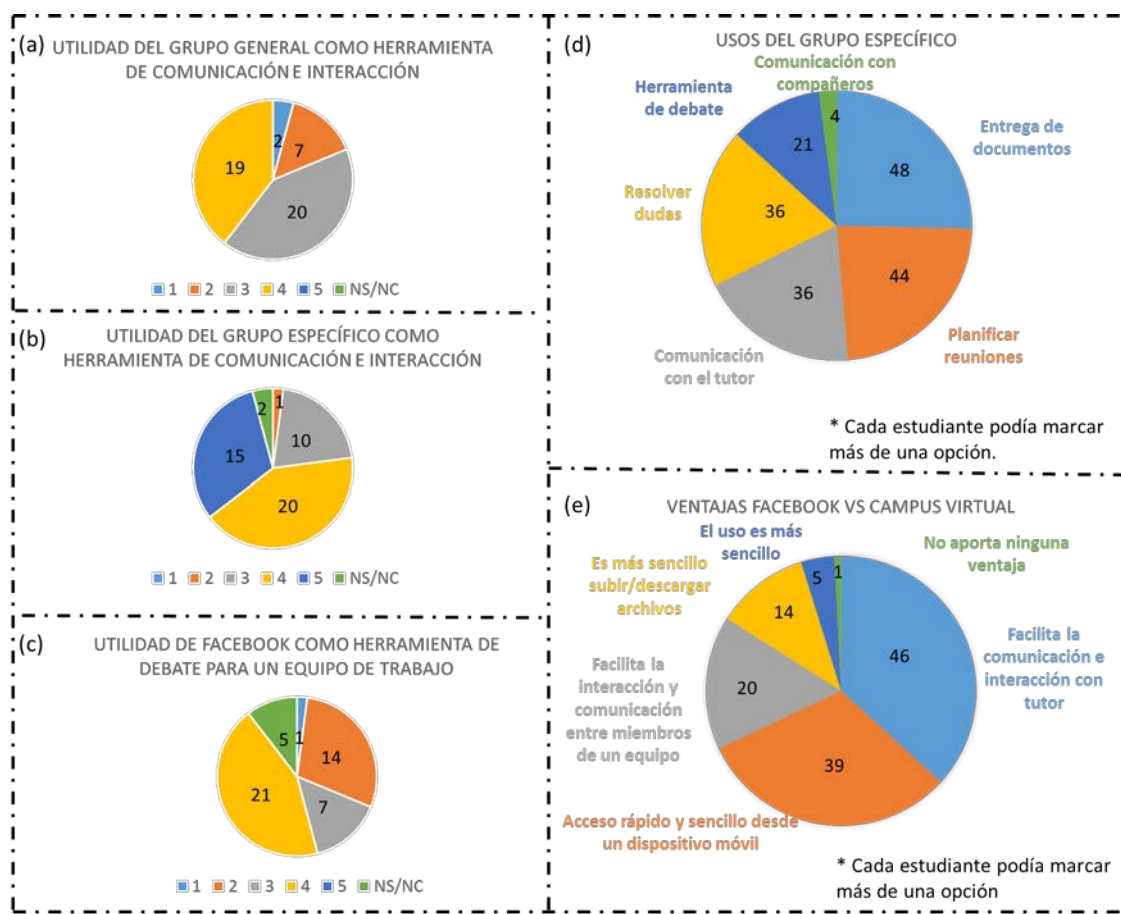 (a)
UTILIDAD DEL GRUPO GENERAL COMO HERRAMIENTA
DE COMUNICACIÓN E INTERACCIÓN
2
7
20
19
1 2 3 4 5 NS/NC
(b)
UTILIDAD DEL GRUPO ESPECÍFICO COMO
HERRAMIENTA DE COMUNICACIÓN E INTERACCIÓN
2
1
10
15
20
1 2 3 4 5 NS/NC
(c)
UTILIDAD DE FACEBOOK COMO HERRAMIENTA DE
DEBATE PARA UN EQUIPO DE TRABAJO
5
1
14
7
21
1 2 3 4 5 NS/NC
(d)
USOS DEL GRUPO ESPECÍFICO
Comunicación con
compañeros
Herramienta
de debate
Entrega de
documentos
Resolver
dudas
Comunicación
con el tutor
Planificar
reuniones
4
21
48
36
44
36
* Cada estudiante podía marcar
más de una opción.
(e)
VENTAJAS FACEBOOK VS CAMPUS VIRTUAL
El uso es más
sencillo
No aporta ninguna
ventaja
Es más sencillo
subir/descargar
archivos
Facilita la
comunicación e
interacción con
tutor
Facilita la
interacción y
comunicación
entre miembros
de un equipo
Acceso rápido y sencillo desde
un dispositivo móvil
5
1
14
46
20
39
* Cada estudiante podía marcar
más de una opción